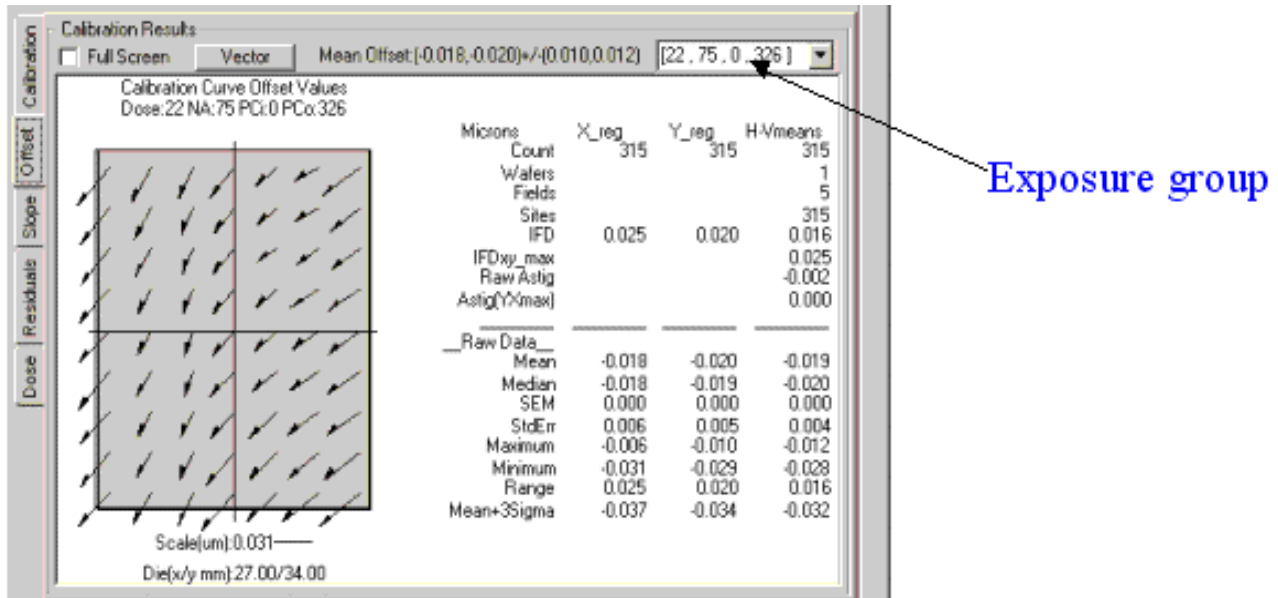 Calibration Results
Full Screen Vector Mean Offset:(-0.018,-0.020)+/-(0.010,0.012) [22 , 75 , 0 , 326 ]
Calibration Curve Offset Values
Dose:22 NA:75 PCi:0 PCo:326
Calibration
Offset
Slope
Residuals
Dose
Microns X_reg Y_reg H-Vmeans
Count 315 315 315
Wafers 1
Fields 5
Sites 315
IFD 0.025 0.020 0.016
IFDxy_max 0.025
Raw Astig -0.002
Astig(YXmax) 0.000
__Raw Data__
Mean -0.018 -0.020 -0.019
Median -0.018 -0.019 -0.020
SEM 0.000 0.000 0.000
StdErr 0.006 0.005 0.004
Maximum -0.006 -0.010 -0.012
Minimum -0.031 -0.029 -0.028
Range 0.025 0.020 0.016
Mean+3Sigma -0.037 -0.034 -0.032
Scale(um):0.031
Die(x/y mm):27.00/34.00
Exposure group